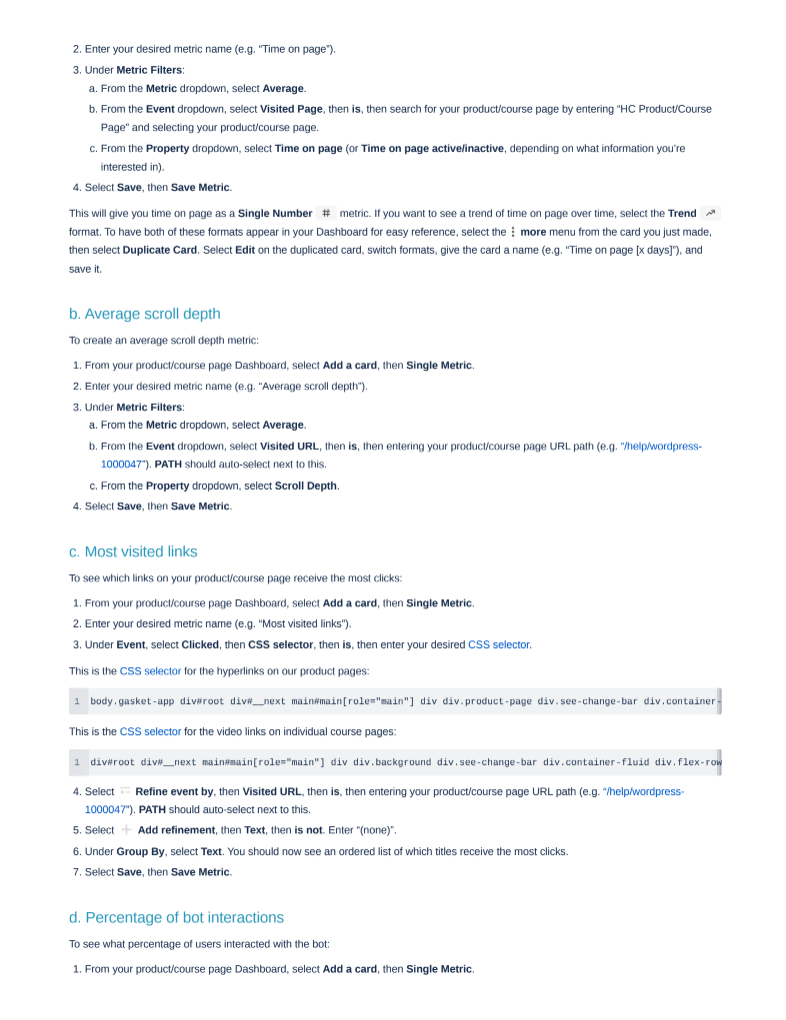 2. Enter your desired metric name (e.g. “Time on page”).
3. Under Metric Filters:
a. From the Metric dropdown, select Average.
b. From the Event dropdown, select Visited Page, then is, then search for your product/course page by entering “HC Product/Course
Page” and selecting your product/course page.
c. From the Property dropdown, select Time on page (or Time on page active/inactive, depending on what information you’re
interested in).
4. Select Save, then Save Metric.
This will give you time on page as a Single Number # metric. If you want to see a trend of time on page over time, select the Trend
format. To have both of these formats appear in your Dashboard for easy reference, select the ⋮ more menu from the card you just made,
then select Duplicate Card. Select Edit on the duplicated card, switch formats, give the card a name (e.g. “Time on page [x days]”), and
save it.
b. Average scroll depth
To create an average scroll depth metric:
1. From your product/course page Dashboard, select Add a card, then Single Metric.
2. Enter your desired metric name (e.g. “Average scroll depth”).
3. Under Metric Filters:
a. From the Metric dropdown, select Average.
b. From the Event dropdown, select Visited URL, then is, then entering your product/course page URL path (e.g. “/help/wordpress-
1000047”). PATH should auto-select next to this.
c. From the Property dropdown, select Scroll Depth.
4. Select Save, then Save Metric.
c. Most visited links
To see which links on your product/course page receive the most clicks:
1. From your product/course page Dashboard, select Add a card, then Single Metric.
2. Enter your desired metric name (e.g. “Most visited links”).
3. Under Event, select Clicked, then CSS selector, then is, then enter your desired CSS selector.
This is the CSS selector for the hyperlinks on our product pages:
1 body.gasket-app div#root div#__next main#main[role="main"] div div.product-page div.see-change-bar div.container-
This is the CSS selector for the video links on individual course pages:
1 div#root div#__next main#main[role="main"] div div.background div.see-change-bar div.container-fluid div.flex-row
4. Select Refine event by, then Visited URL, then is, then entering your product/course page URL path (e.g. “/help/wordpress-
1000047”). PATH should auto-select next to this.
5. Select + Add refinement, then Text, then is not. Enter “(none)”.
6. Under Group By, select Text. You should now see an ordered list of which titles receive the most clicks.
7. Select Save, then Save Metric.
d. Percentage of bot interactions
To see what percentage of users interacted with the bot:
1. From your product/course page Dashboard, select Add a card, then Single Metric.